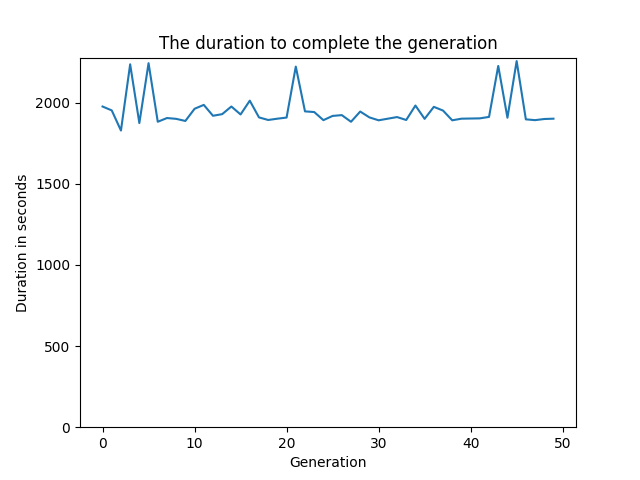 The duration to complete the generation
Duration in seconds
2000
1500
1000
500
0
0 10 20 30 40 50
Generation